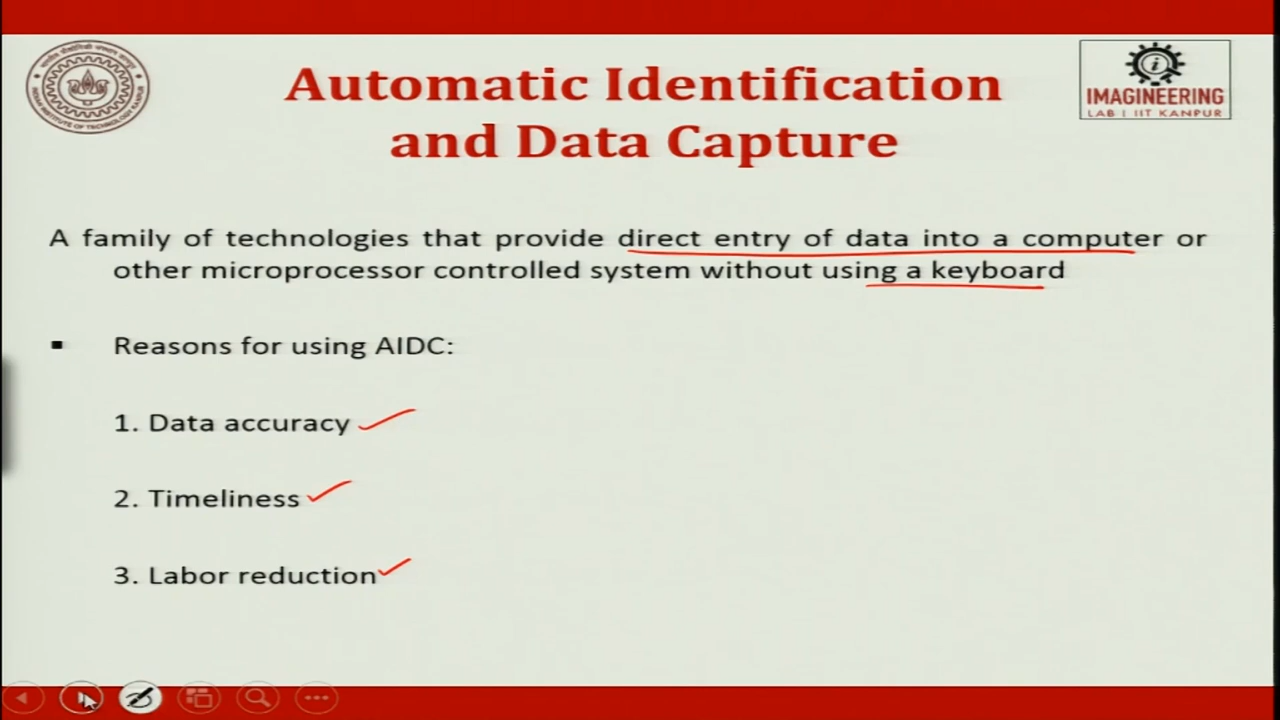 Automatic Identification
and Data Capture
IMAGINEERING
LAB | IIT KANPUR
A family of technologies that provide direct entry of data into a computer or
other microprocessor controlled system without using a keyboard
▪ Reasons for using AIDC:
1. Data accuracy
2. Timeliness
3. Labor reduction